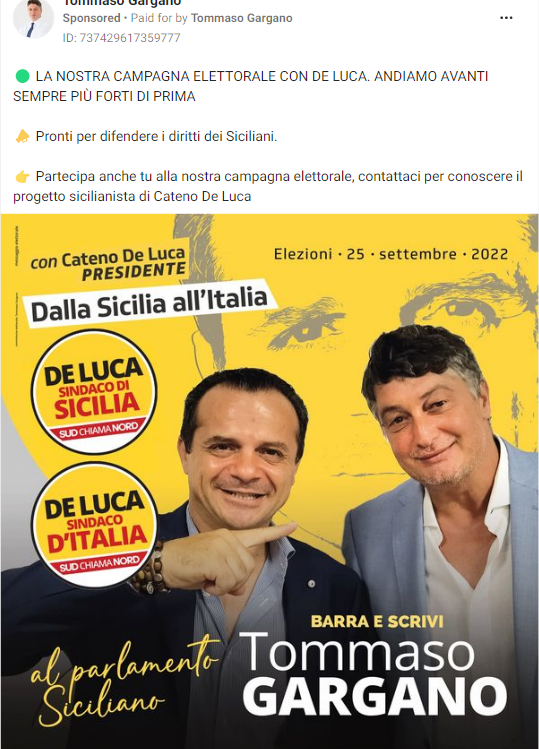 Tommaso Gargano
Sponsored • Paid for by Tommaso Gargano
ID: 737429617359777
🟢 LA NOSTRA CAMPAGNA ELETTORALE CON DE LUCA. ANDIAMO AVANTI
SEMPRE PIÙ FORTI DI PRIMA
📣 Pronti per difendere i diritti dei Siciliani.
👉 Partecipa anche tu alla nostra campagna elettorale, contattaci per conoscere il
progetto sicilianista di Cateno De Luca
messaggio elettorale
con Cateno De Luca
PRESIDENTE
Elezioni · 25 · settembre · 2022
Dalla Sicilia all'Italia
DE LUCA
SINDACO DI
SICILIA
SUD CHIAMA NORD
DE LUCA
SINDACO
D'ITALIA
SUD CHIAMA NORD
al parlamento
Siciliano
BARRA E SCRIVI
Tommaso
GARGANO